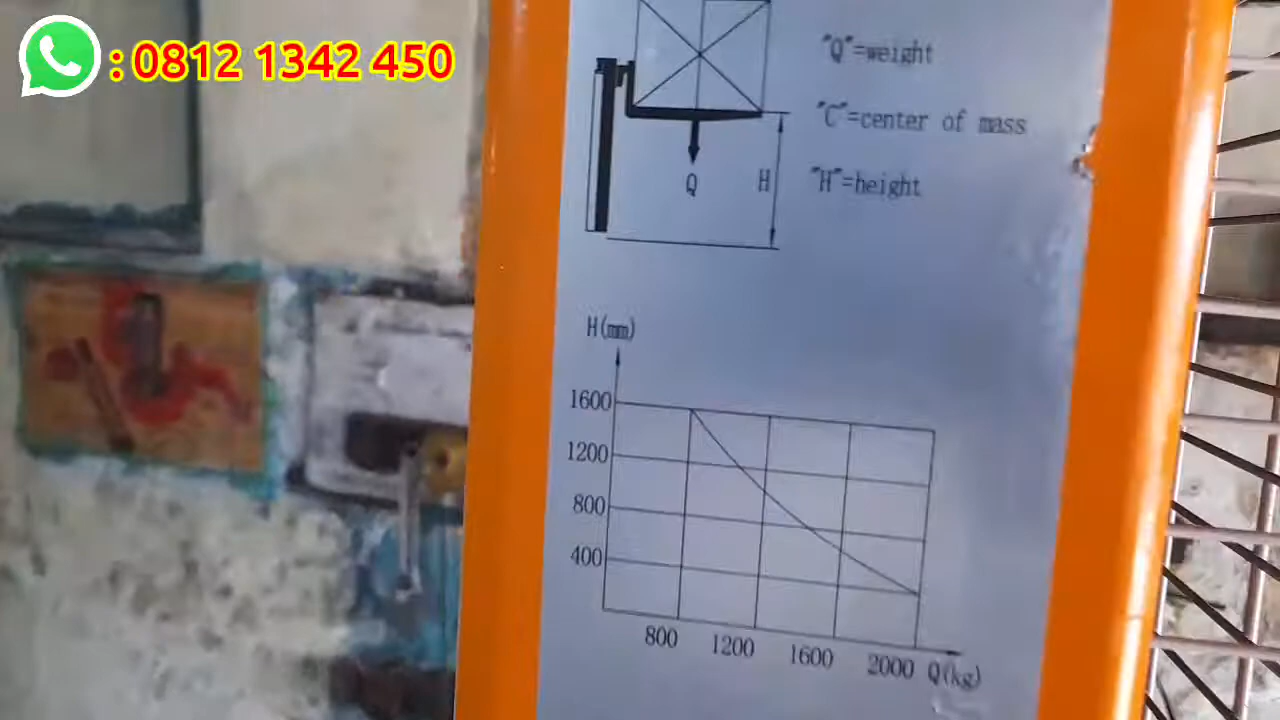 : 0812 1342 450
"Q"=weight
"C"=center of mass
"H"=height
Q
H
H(mm)
1600
1200
800
400
800 1200 1600 2000 Q(kg)